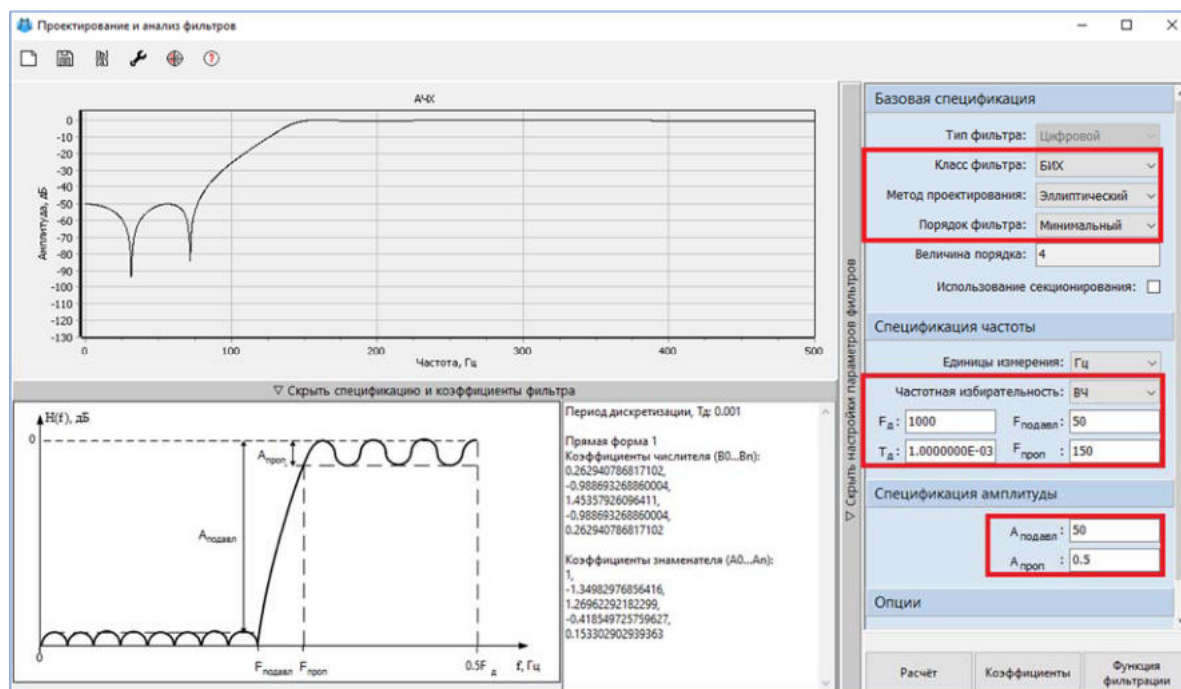 Проектирование и анализ фильтров
АЧХ
Амплитуда, дБ
0
-10
-20
-30
-40
-50
-60
-70
-80
-90
-100
-110
-120
-130
0 100 200 300 400 500
Частота, Гц
▽ Скрыть спецификацию и коэффициенты фильтра
H(f), дБ
0
Aпроп
Aподавл
0
Fподавл Fпроп 0.5Fд f, Гц
Период дискретизации, Tд: 0.001
Прямая форма 1
Коэффициенты числителя (B0...Bn):
0.262940786817102,
-0.988693268860004,
1.45357926096411,
-0.988693268860004,
0.262940786817102
Коэффициенты знаменателя (A0...An):
1,
-1.34982976856416,
1.26962292182299,
-0.418549725759627,
0.153302902939363
▽ Скрыть настройки параметров фильтров
Базовая спецификация
Тип фильтра: Цифровой
Класс фильтра: БИХ
Метод проектирования: Эллиптический
Порядок фильтра: Минимальный
Величина порядка: 4
Использование секционирования:
Спецификация частоты
Единицы измерения: Гц
Частотная избирательность: ВЧ
Fд: 1000 Fподавл: 50
Tд: 1.0000000E-03 Fпроп : 150
Спецификация амплитуды
Aподавл: 50
Aпроп : 0.5
Опции
Расчёт Коэффициенты Функция фильтрации